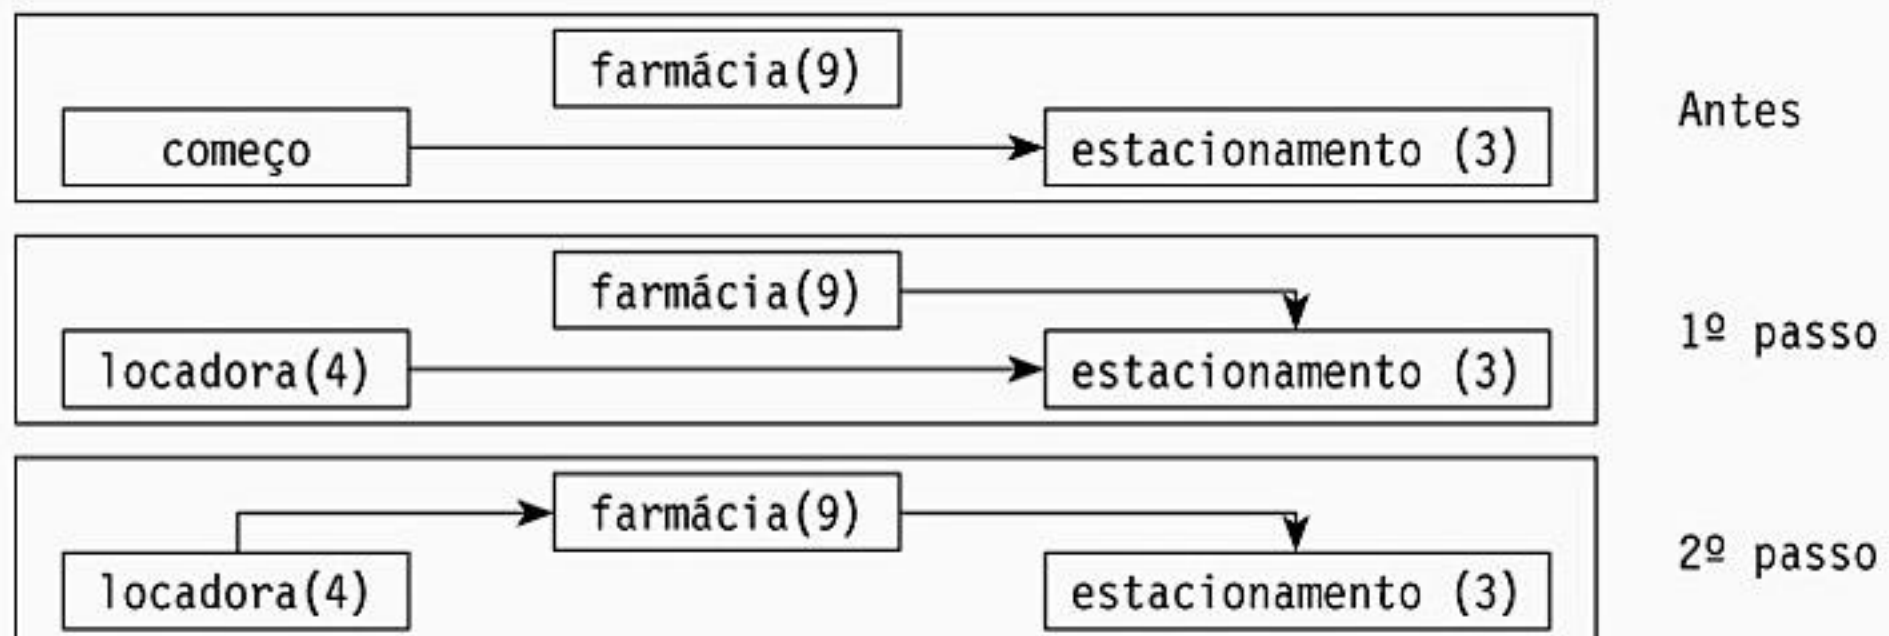 farmácia(9)
Antes
começo
estacionamento (3)
farmácia(9)
1º passo
locadora(4)
estacionamento (3)
farmácia(9)
2º passo
locadora(4)
estacionamento (3)